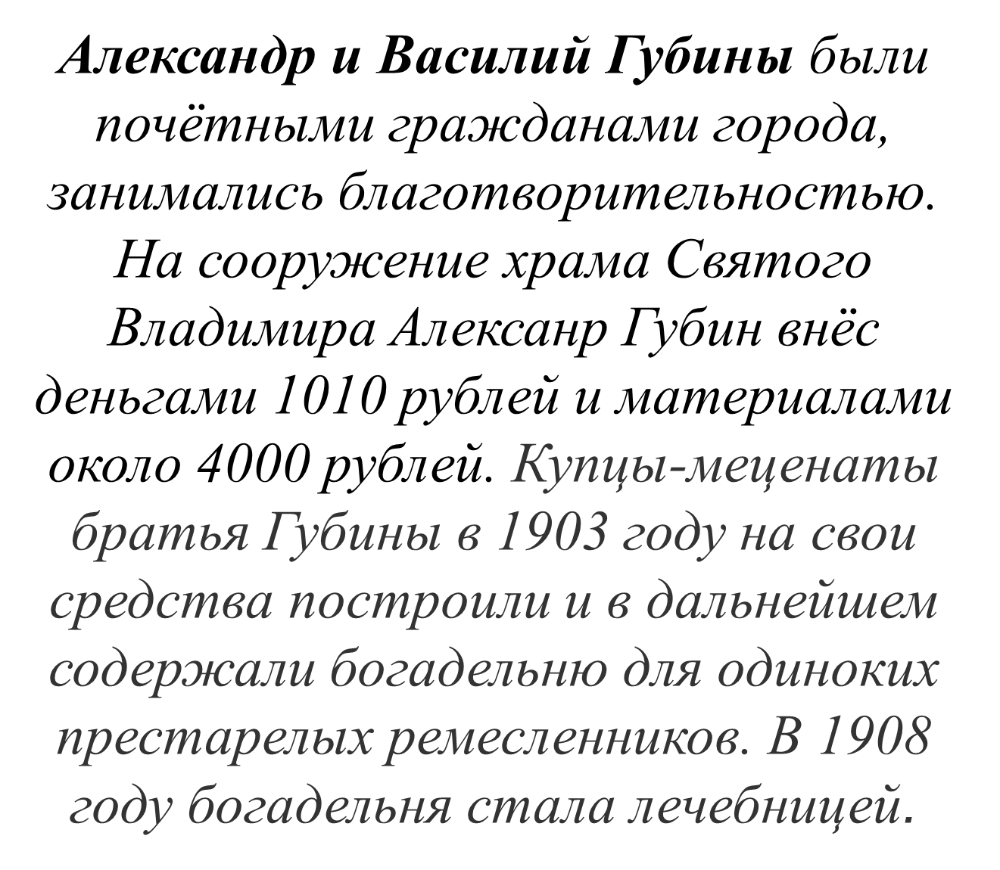 Александр и Василий Губины были
почётными гражданами города,
занимались благотворительностью.
На сооружение храма Святого
Владимира Алексанр Губин внёс
деньгами 1010 рублей и материалами
около 4000 рублей. Купцы-меценаты
братья Губины в 1903 году на свои
средства построили и в дальнейшем
содержали богадельню для одиноких
престарелых ремесленников. В 1908
году богадельня стала лечебницей.